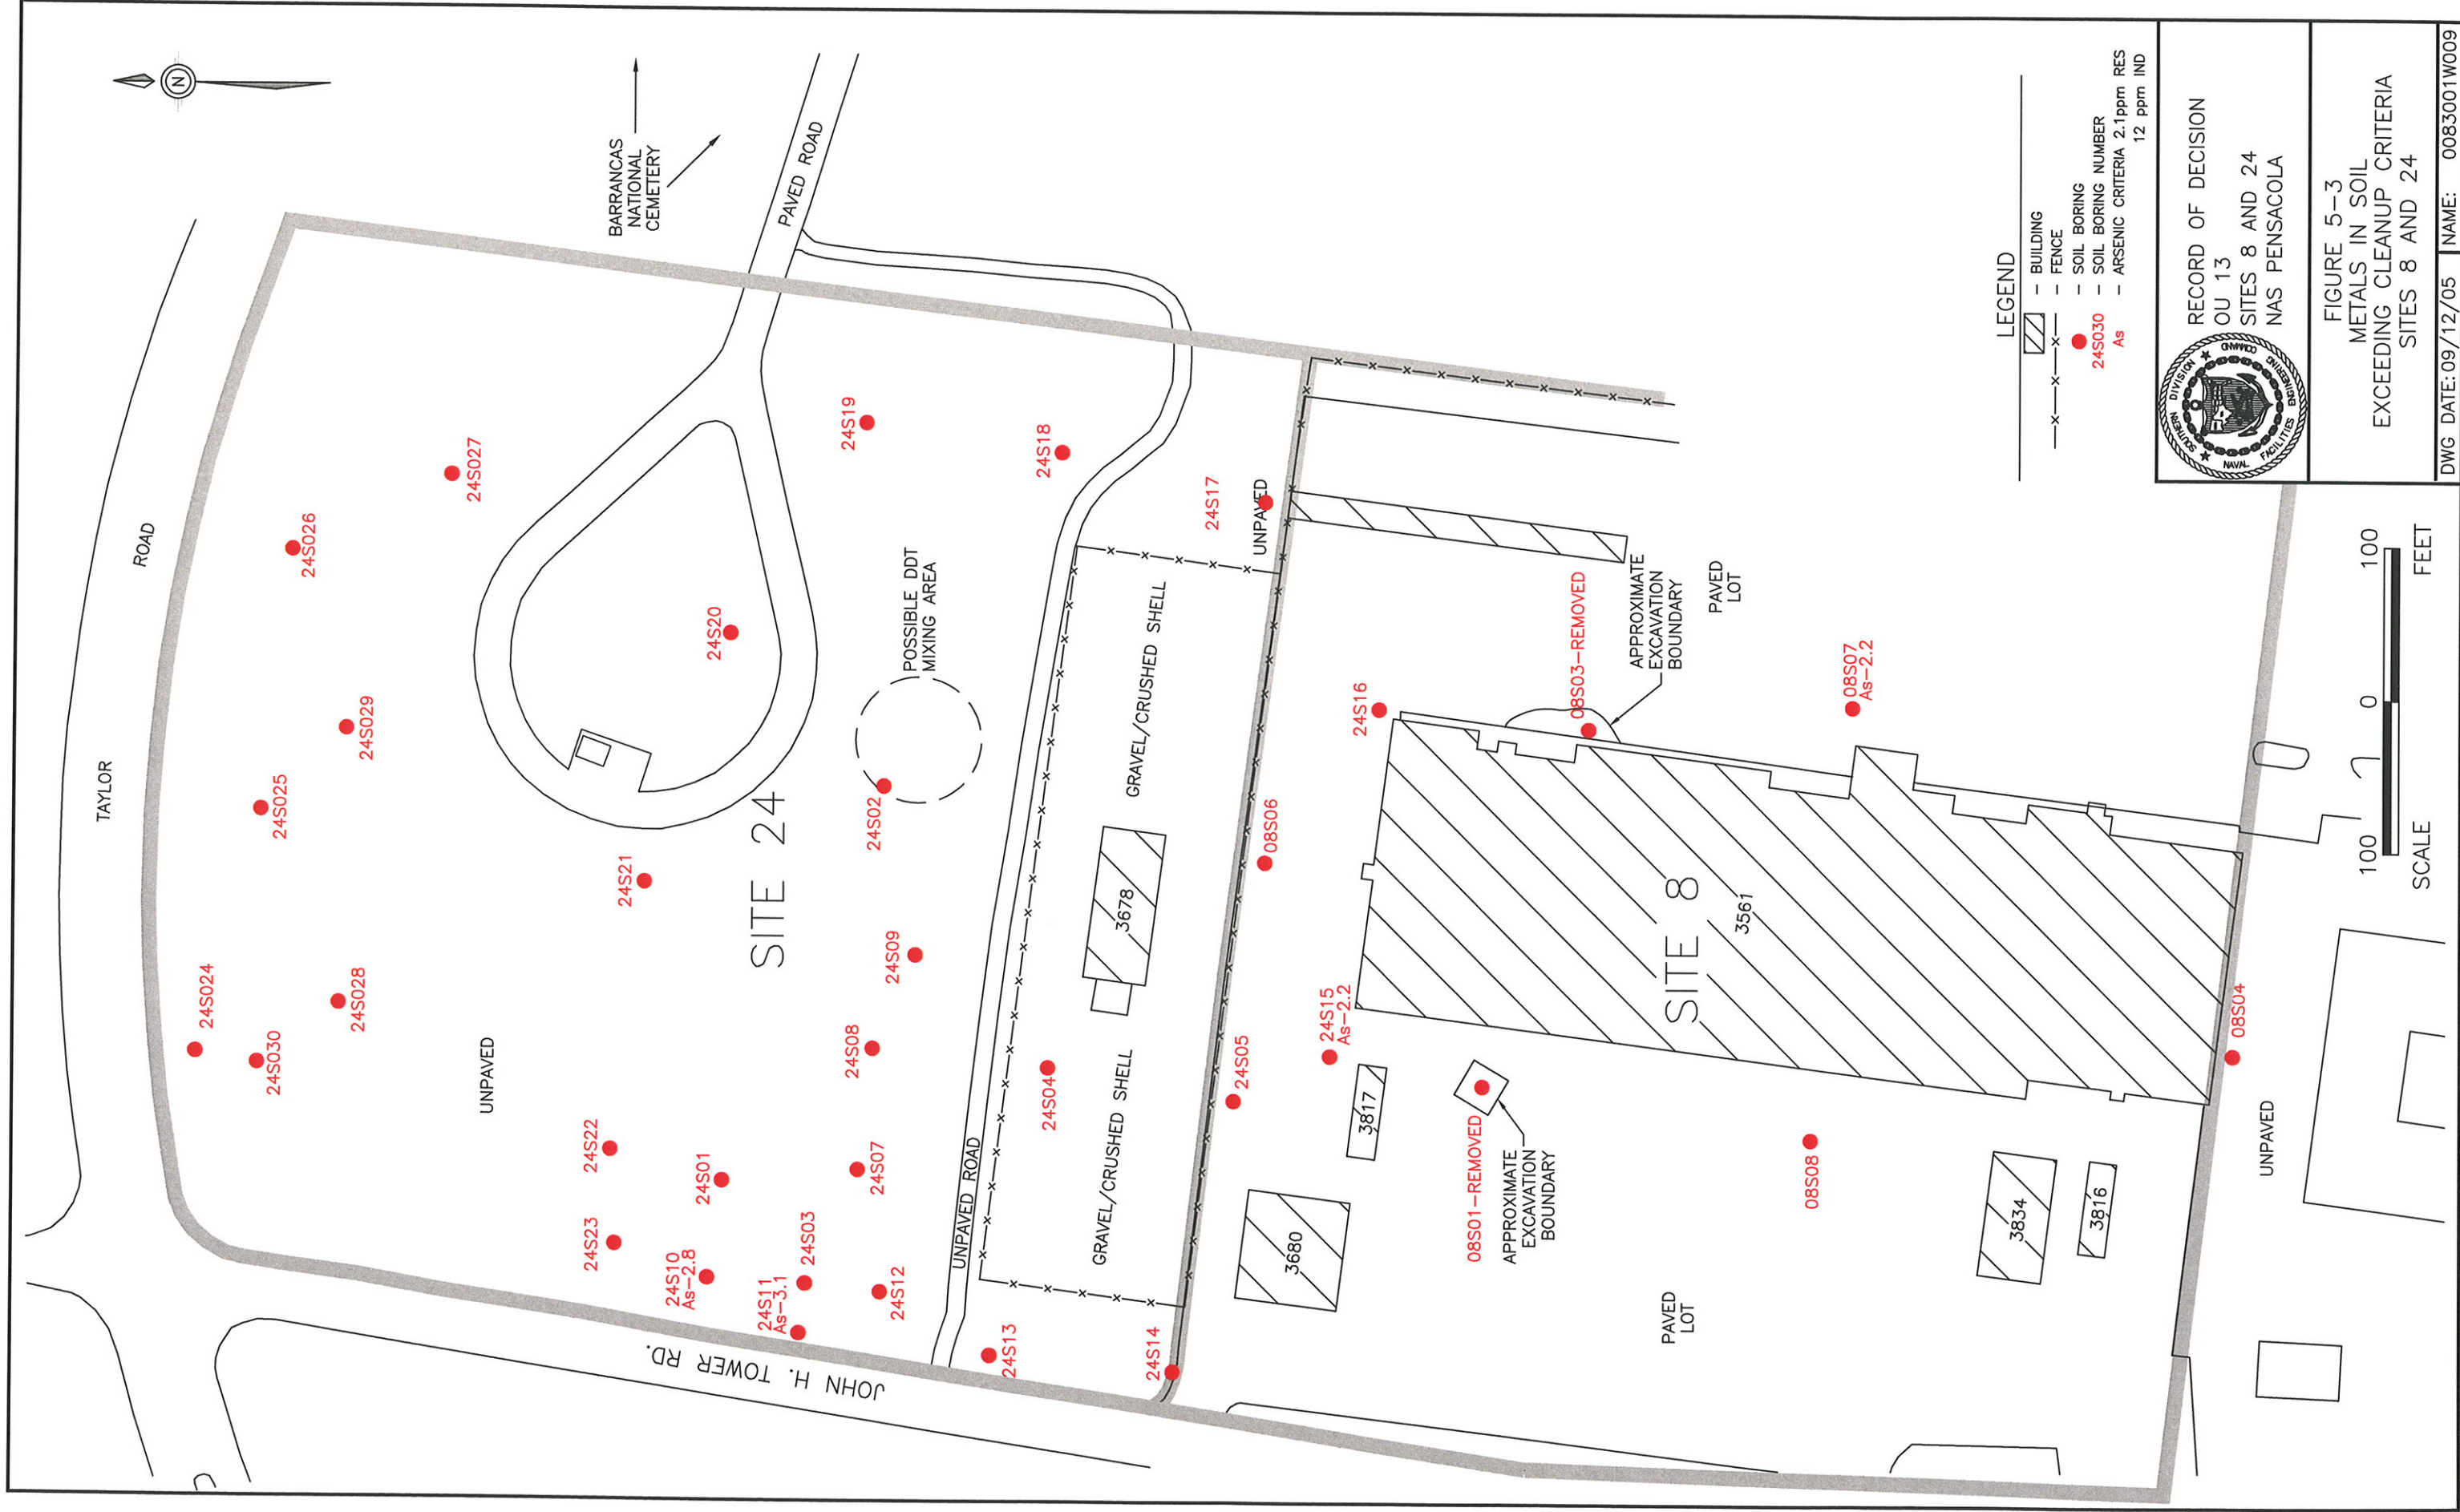 TAYLOR
ROAD
N
BARRANCAS
NATIONAL
CEMETERY
PAVED ROAD
24S024
24S030
24S028
24S025
24S029
24S026
24S027
UNPAVED
24S22
24S23
24S01
24S10
As-2.8
24S11
As-3.1
24S03
24S12
24S07
24S08
24S09
24S21
SITE 24
24S02
24S20
POSSIBLE DDT
MIXING AREA
24S19
24S18
24S17
UNPAVED
JOHN H. TOWER RD.
UNPAVED ROAD
24S13
24S14
24S04
GRAVEL/CRUSHED SHELL
3678
GRAVEL/CRUSHED SHELL
24S05
08S06
24S16
24S15
As-2.2
3817
3680
08S01-REMOVED
APPROXIMATE
EXCAVATION
BOUNDARY
08S03-REMOVED
APPROXIMATE
EXCAVATION
BOUNDARY
PAVED
LOT
08S07
As-2.2
SITE 8
3561
08S08
PAVED
LOT
3834
3816
08S04
UNPAVED
100 0 100
SCALE FEET
LEGEND
- BUILDING
- FENCE
- SOIL BORING
24S030 - SOIL BORING NUMBER
As - ARSENIC CRITERIA 2.1ppm RES
12 ppm IND
SOUTHERN DIVISION
NAVAL FACILITIES ENGINEERING COMMAND
RECORD OF DECISION
OU 13
SITES 8 AND 24
NAS PENSACOLA
FIGURE 5-3
METALS IN SOIL
EXCEEDING CLEANUP CRITERIA
SITES 8 AND 24
DWG DATE: 09/12/05 NAME: 0083001W009